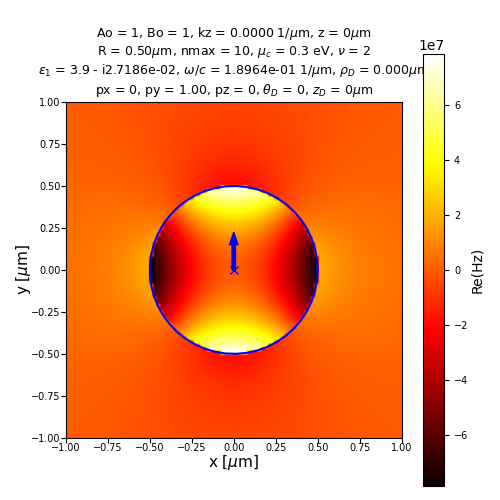 Ao = 1, Bo = 1, kz = 0.0000 1/μm, z = 0μm
R = 0.50μm, nmax = 10, μ_c = 0.3 eV, ν = 2
ε₁ = 3.9 - i2.7186e-02, ω/c = 1.8964e-01 1/μm, ρ_D = 0.000μm
px = 0, py = 1.00, pz = 0, θ_D = 0, z_D = 0μm
1e7
1.00
0.75
0.50
0.25
0.00
−0.25
−0.50
−0.75
−1.00
y [μm]
−1.00 −0.75 −0.50 −0.25 0.00 0.25 0.50 0.75 1.00
x [μm]
6
4
2
0
−2
−4
−6
Re(Hz)